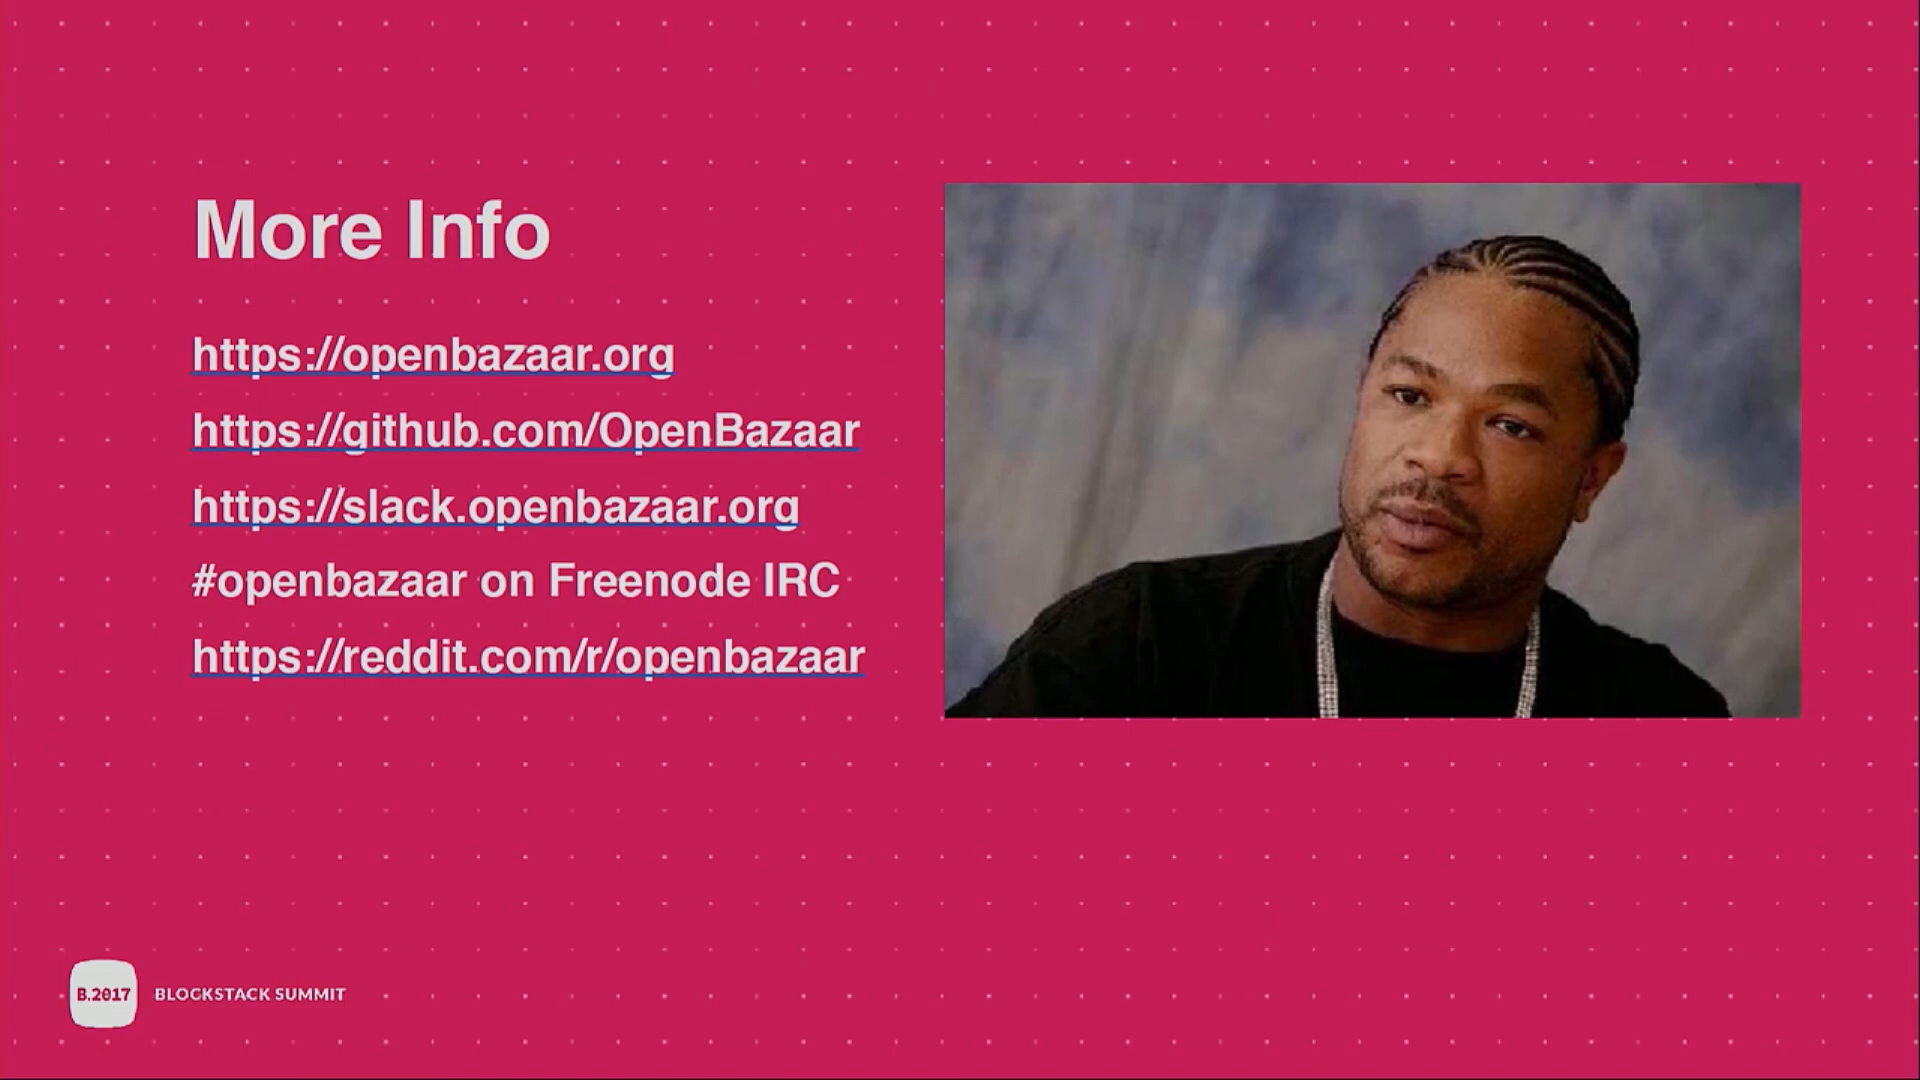 More Info
https://openbazaar.org
https://github.com/OpenBazaar
https://slack.openbazaar.org
#openbazaar on Freenode IRC
https://reddit.com/r/openbazaar
B.2017 BLOCKSTACK SUMMIT